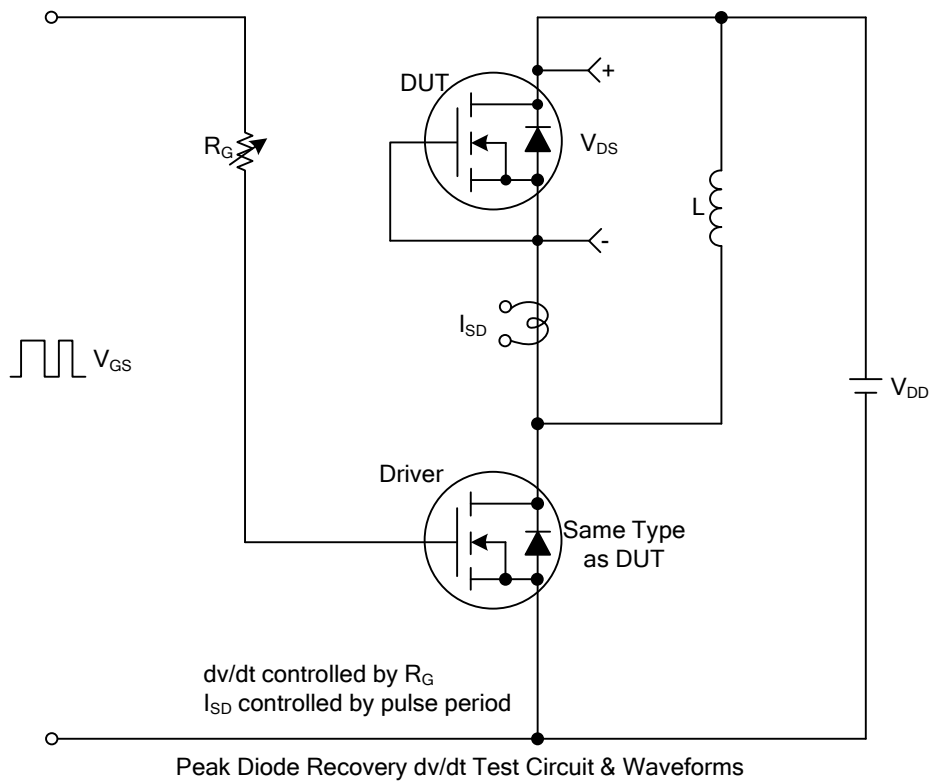 DUT
+
R_G
V_DS
L
-
I_SD
V_GS
V_DD
Driver
Same Type
as DUT
dv/dt controlled by R_G
I_SD controlled by pulse period
Peak Diode Recovery dv/dt Test Circuit & Waveforms